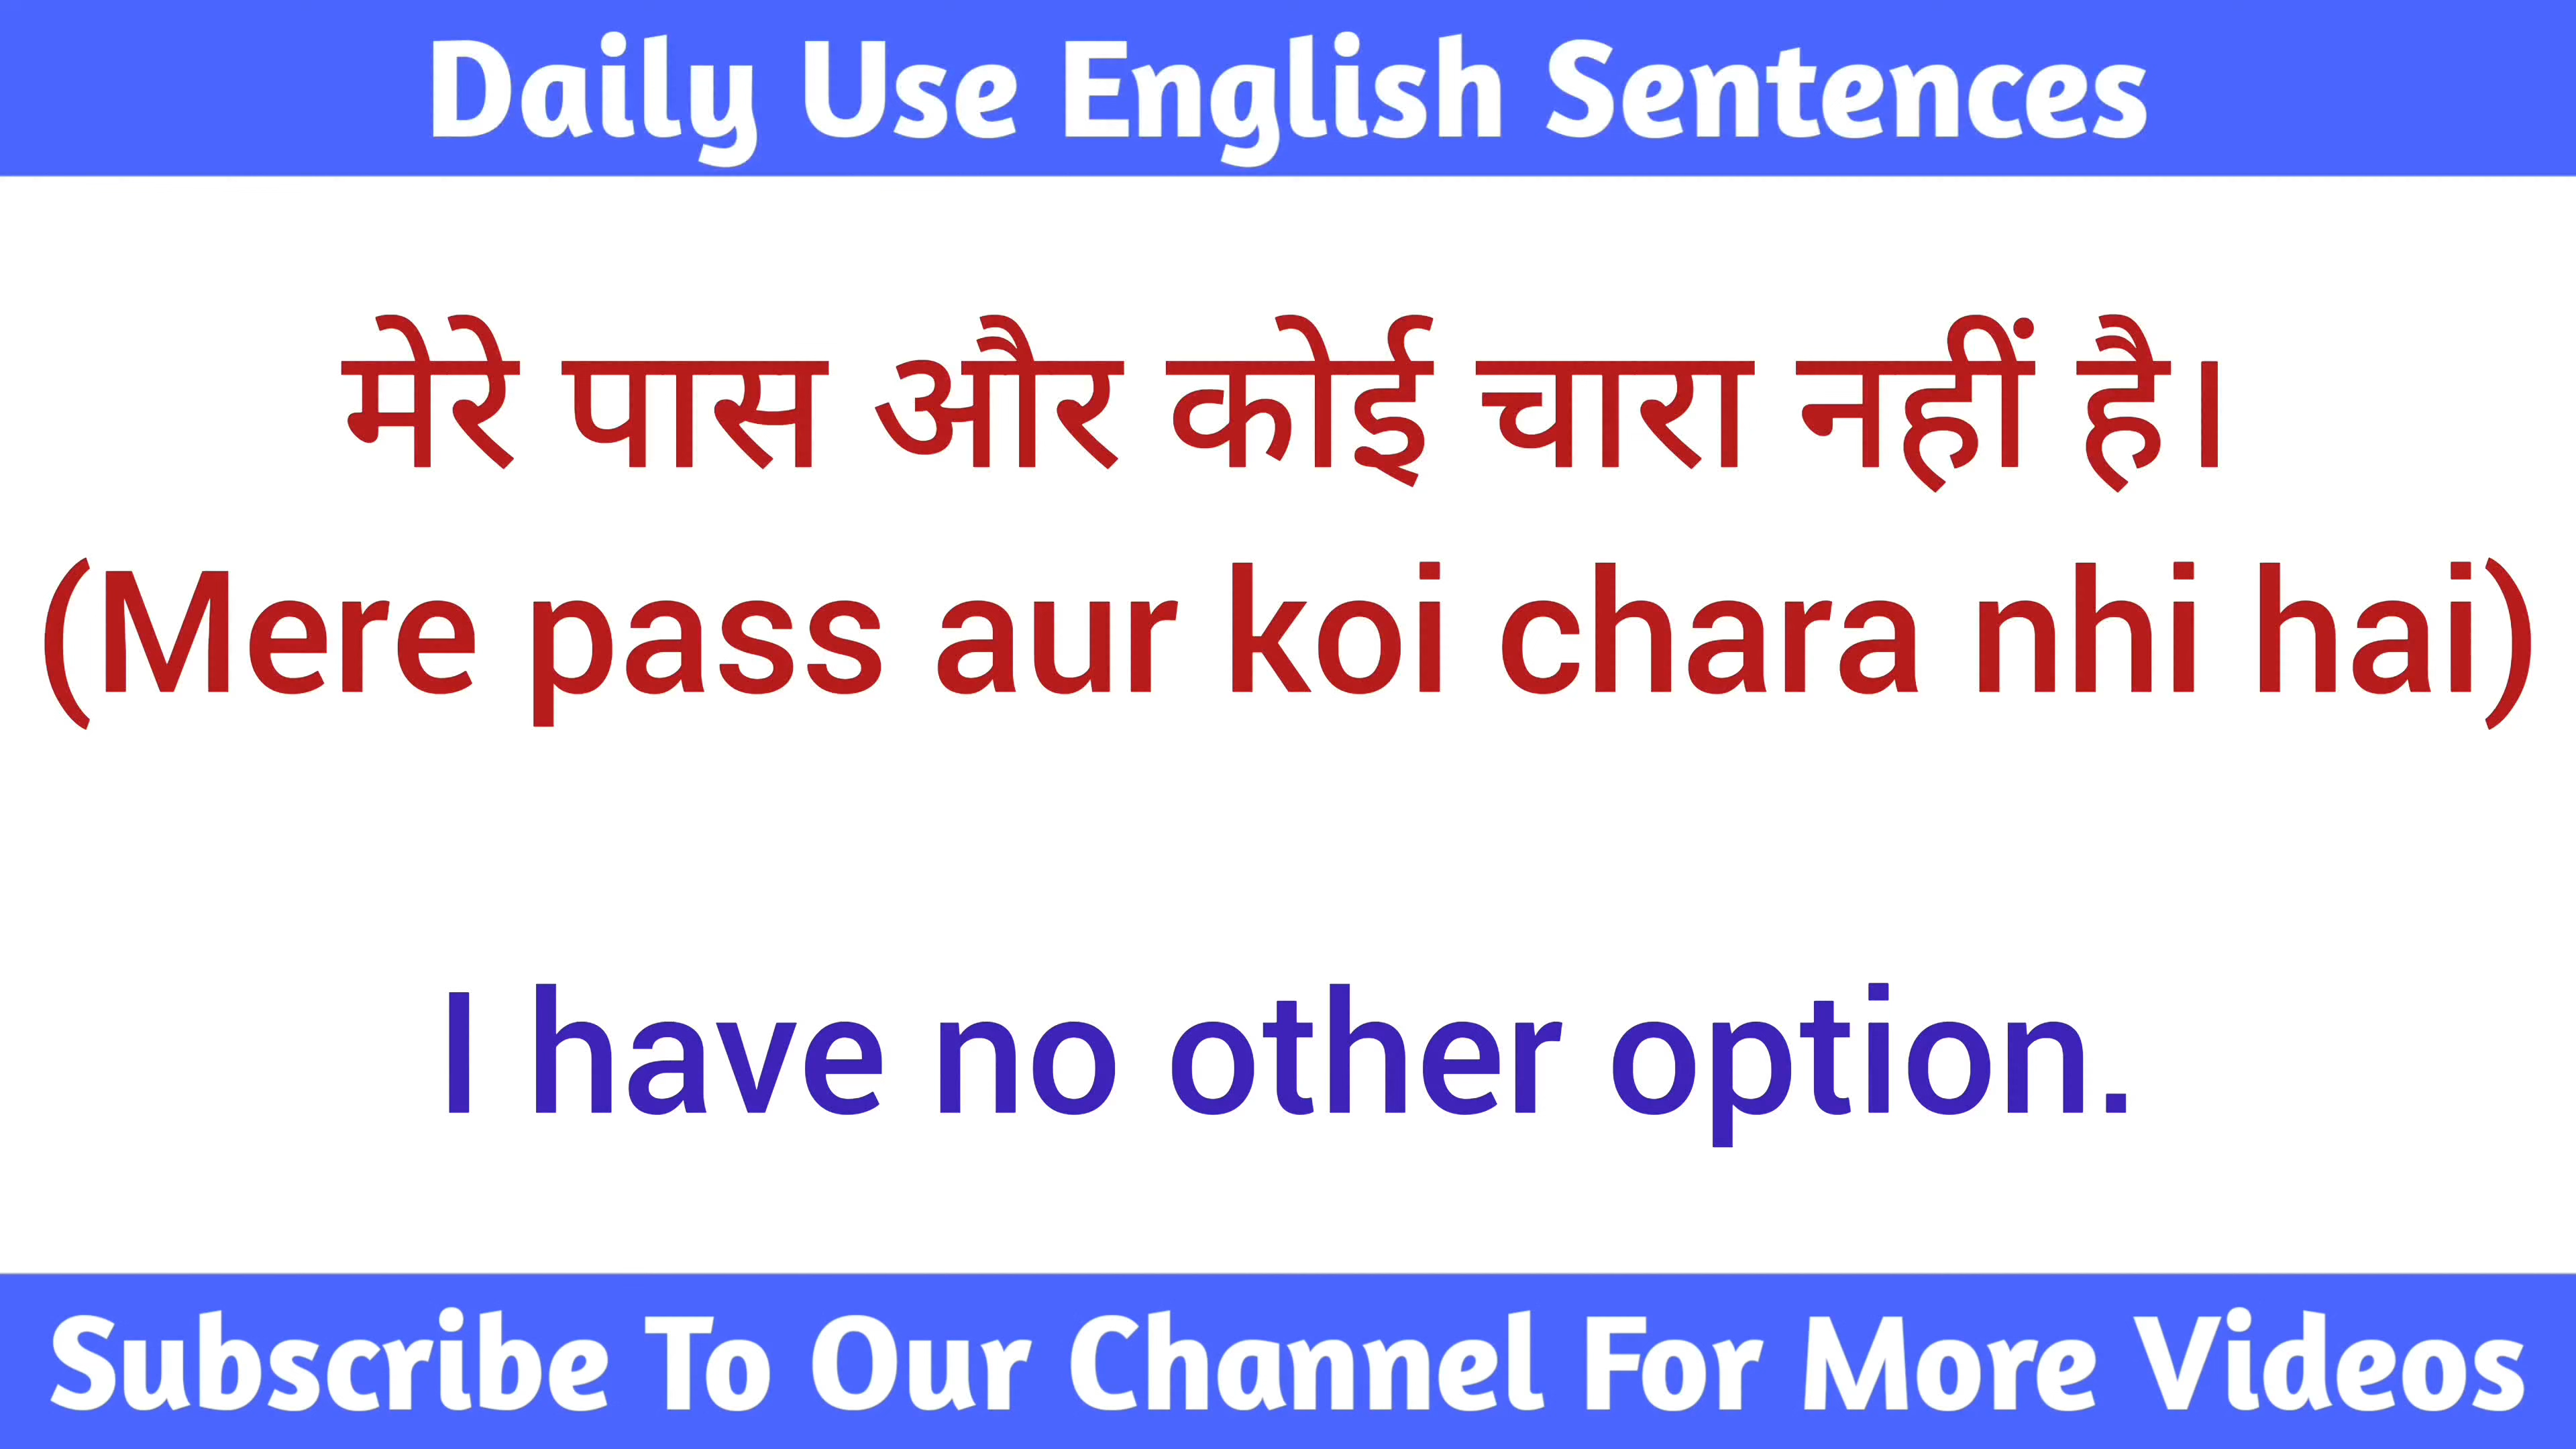 Daily Use English Sentences
मेरे पास और कोई चारा नहीं है।
(Mere pass aur koi chara nhi hai)
I have no other option.
Subscribe To Our Channel For More Videos